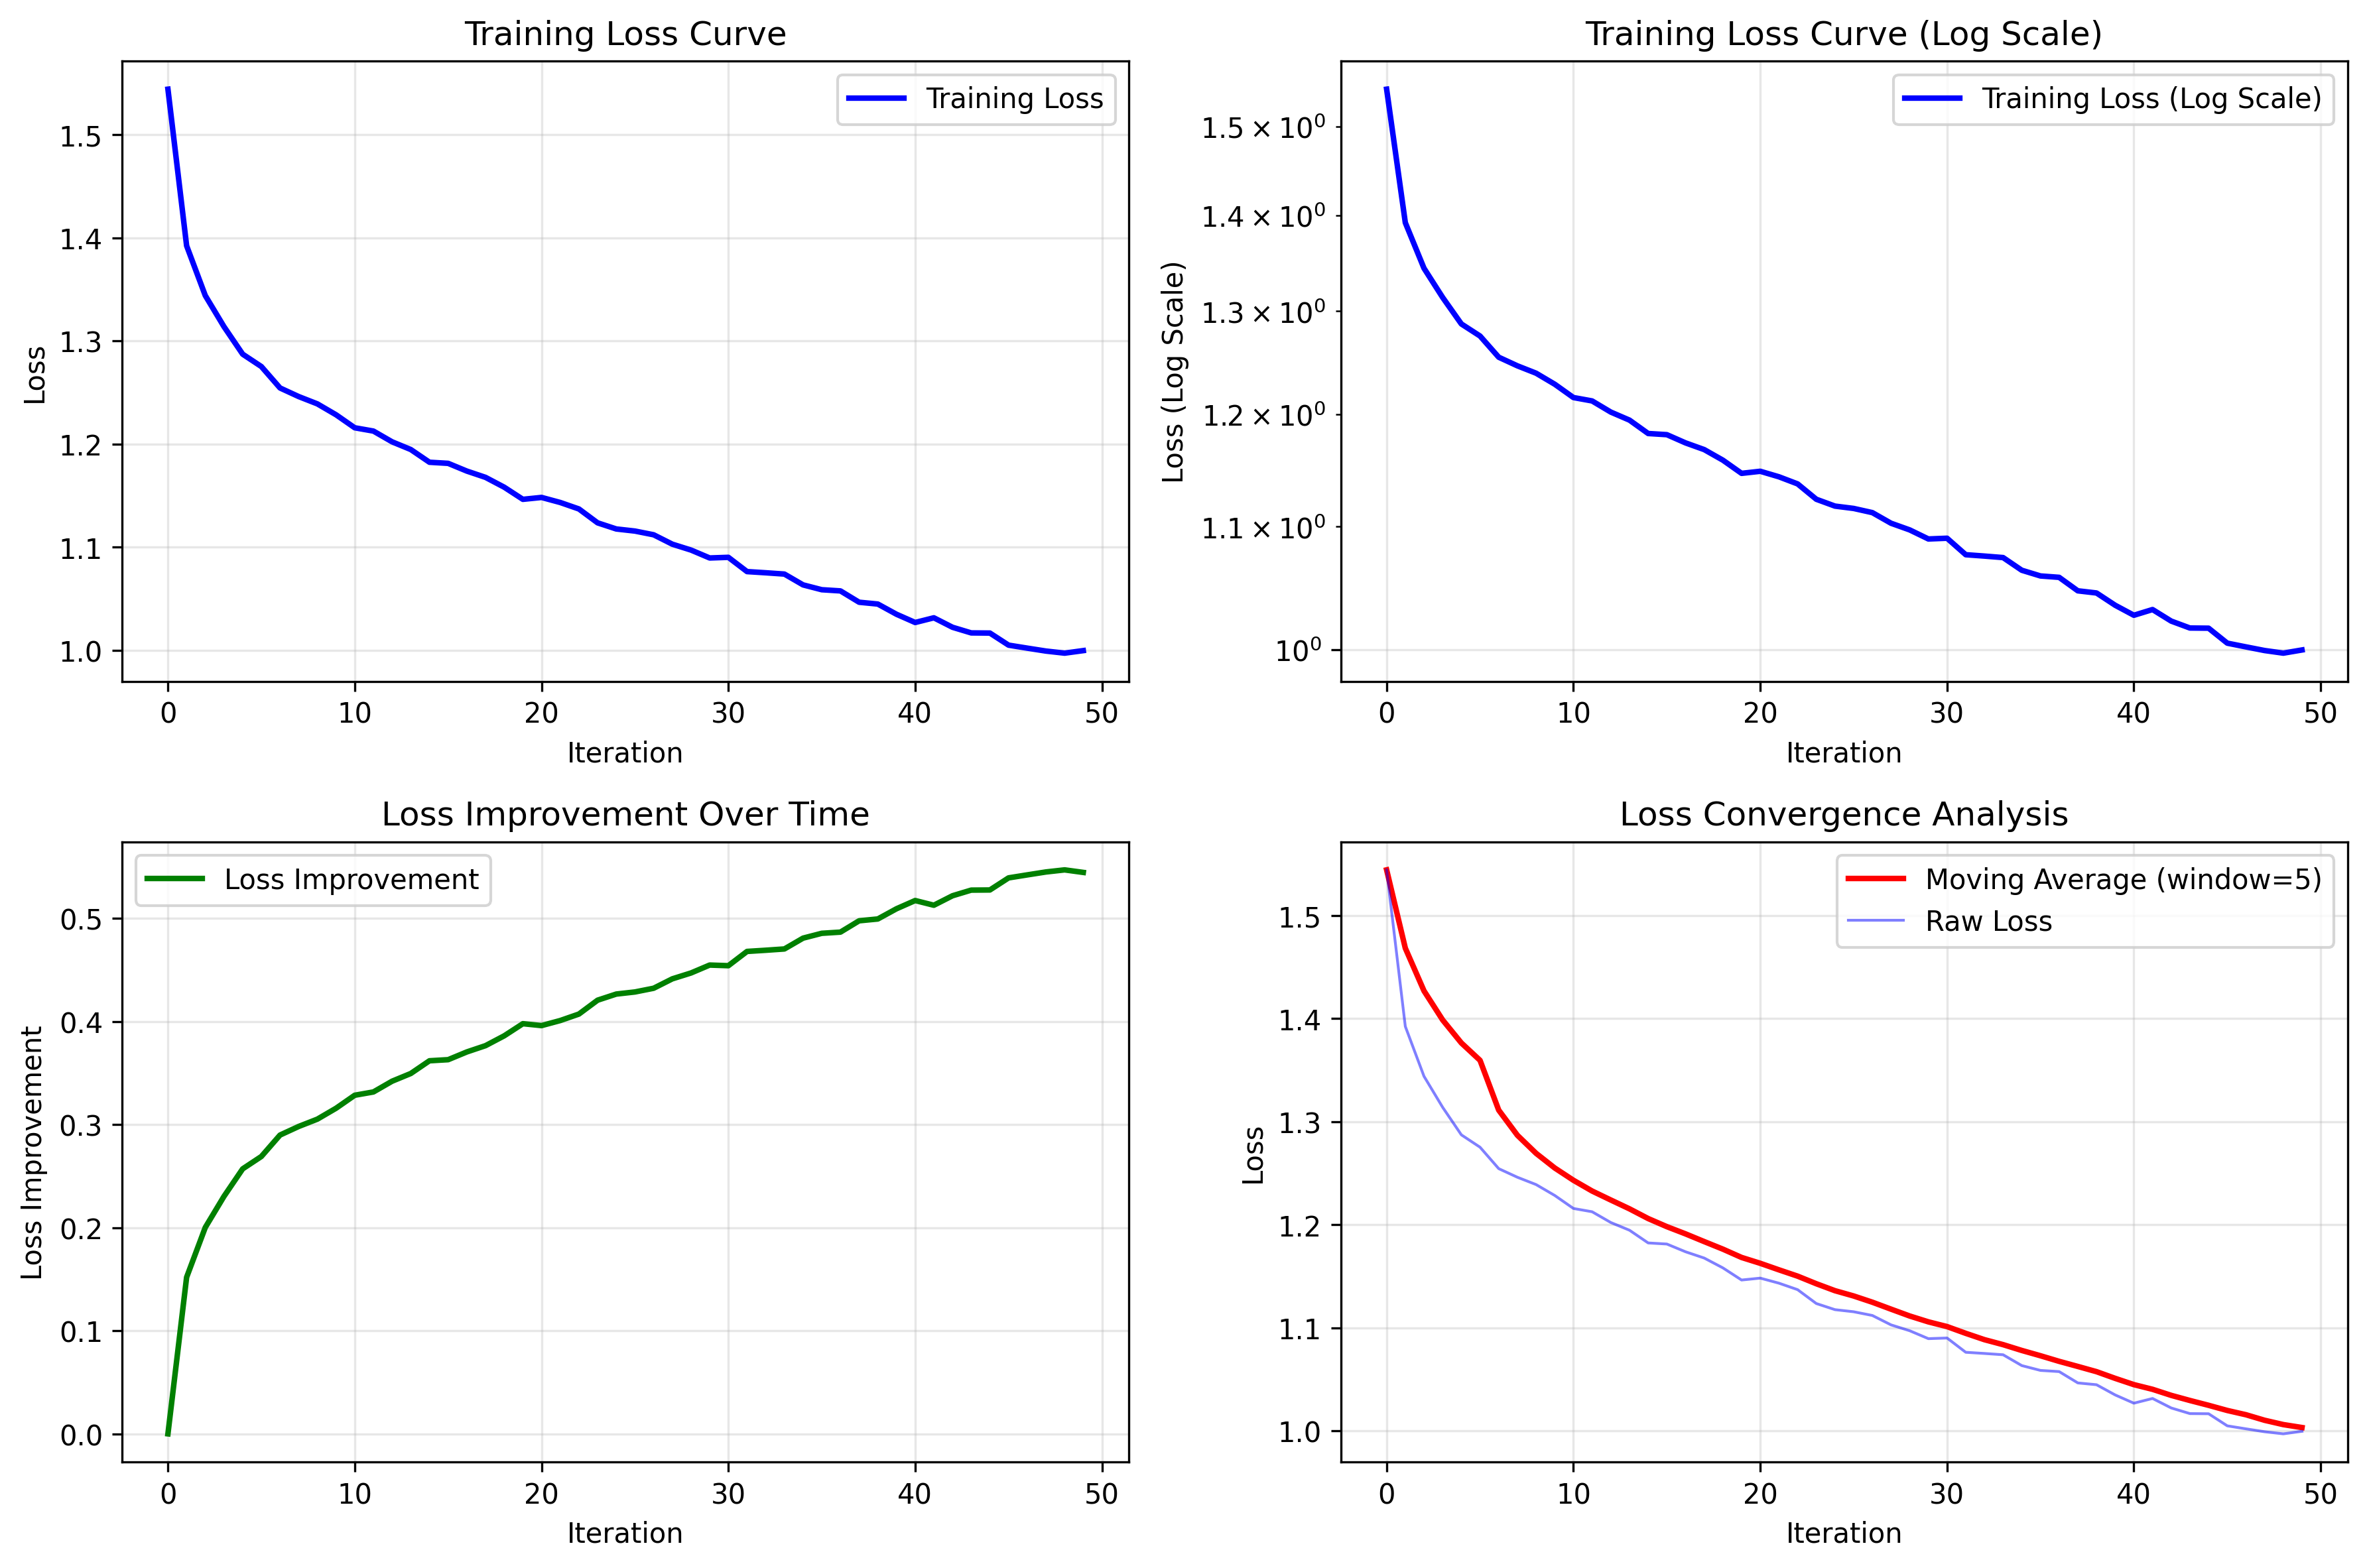 Training Loss Curve
Training Loss
Loss
1.5
1.4
1.3
1.2
1.1
1.0
0 10 20 30 40 50
Iteration
Training Loss Curve (Log Scale)
Training Loss (Log Scale)
Loss (Log Scale)
1.5 × 10⁰
1.4 × 10⁰
1.3 × 10⁰
1.2 × 10⁰
1.1 × 10⁰
10⁰
0 10 20 30 40 50
Iteration
Loss Improvement Over Time
Loss Improvement
Loss Improvement
0.5
0.4
0.3
0.2
0.1
0.0
0 10 20 30 40 50
Iteration
Loss Convergence Analysis
Moving Average (window=5)
Raw Loss
Loss
1.5
1.4
1.3
1.2
1.1
1.0
0 10 20 30 40 50
Iteration